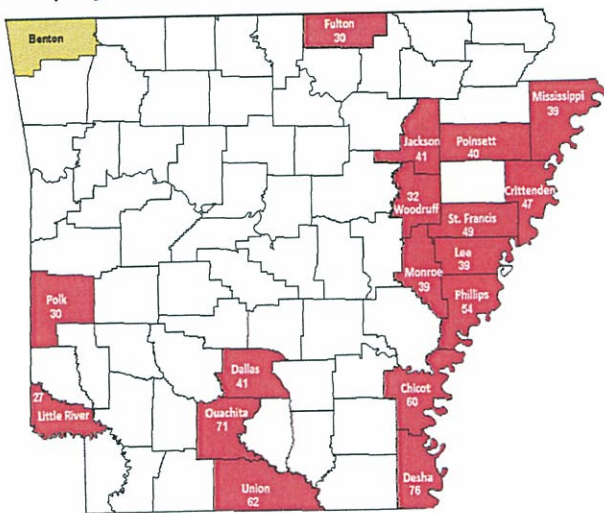 Benton
Fulton
30
Mississippi
39
Jackson
41
Poinsett
40
32
Woodruff
Crittenden
47
St. Francis
49
Lee
39
Monroe
39
Phillips
54
Polk
30
Dallas
41
Chicot
60
27
Little River
Ouachita
71
Desha
76
Union
62